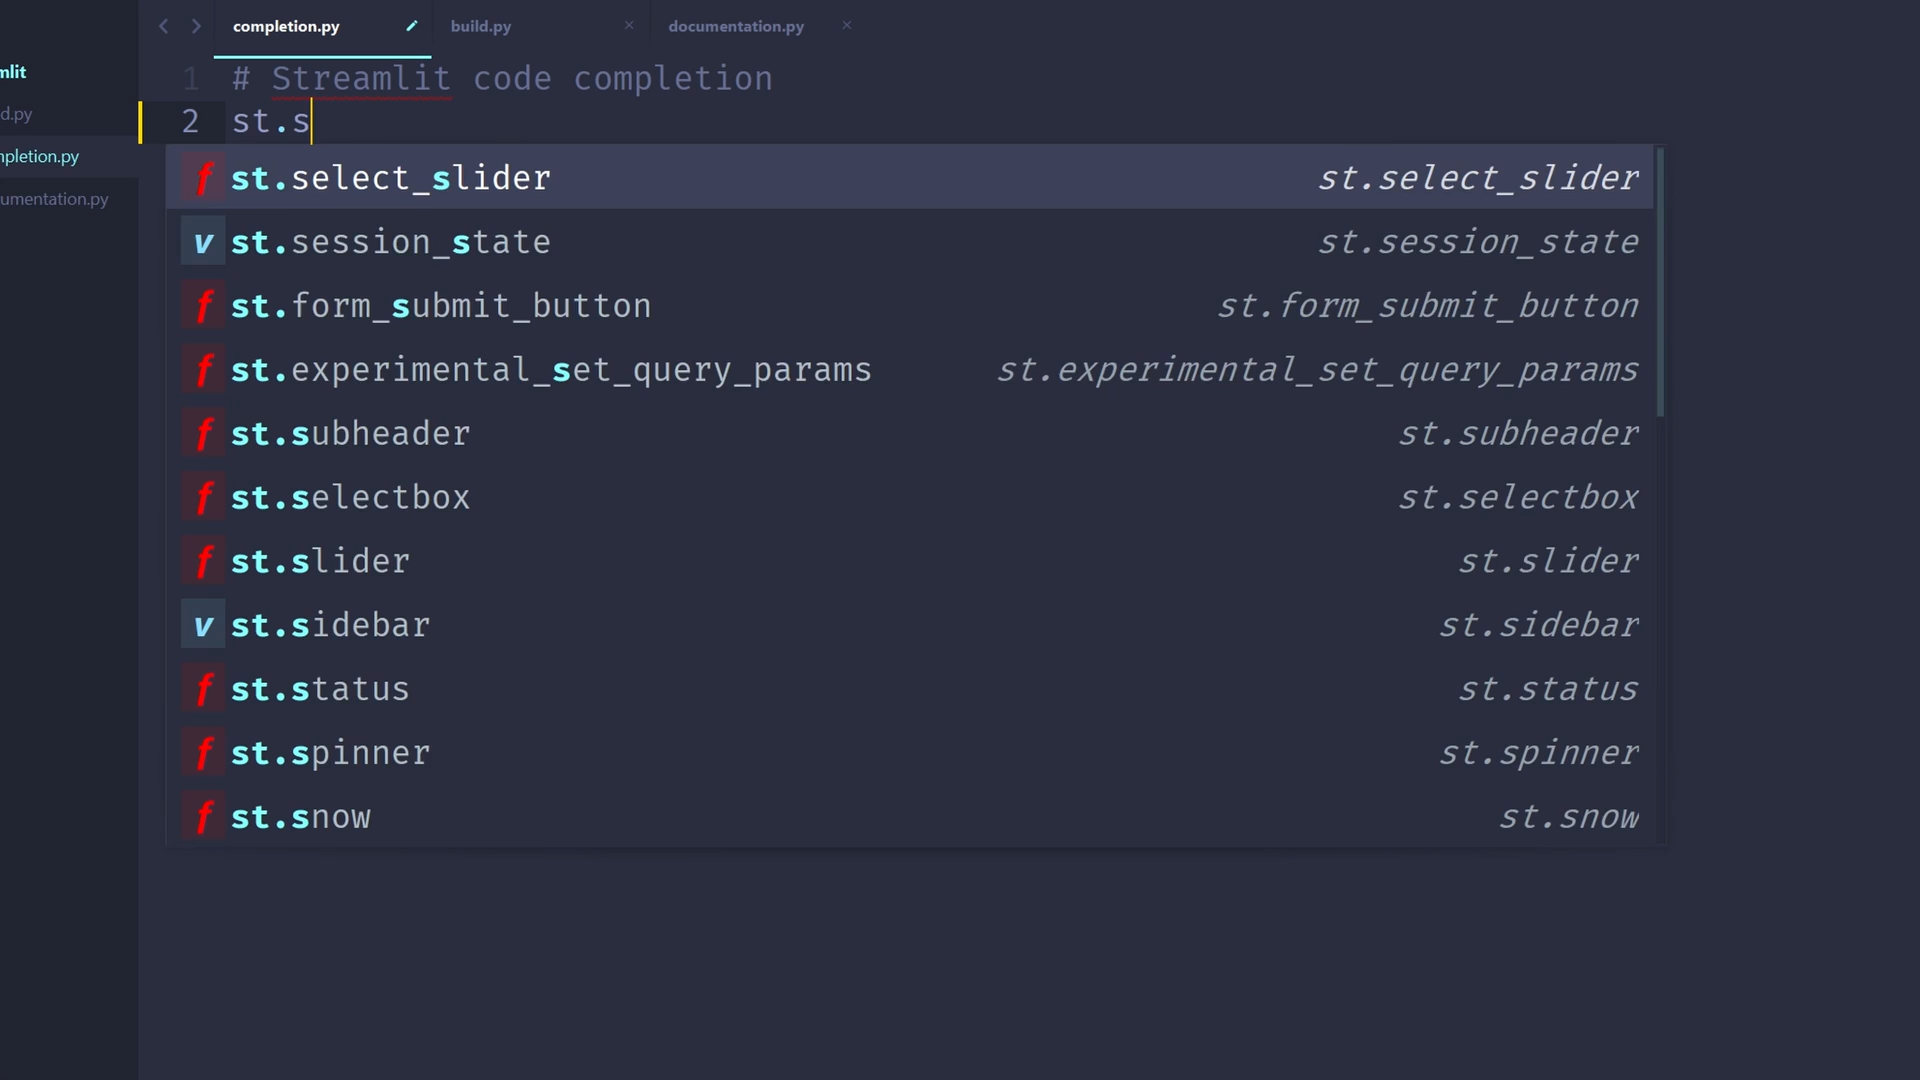 completion.py build.py documentation.py
mlit
d.py
mpletion.py
umentation.py
1 # Streamlit code completion
2 st.s
f st.select_slider st.select_slider
v st.session_state st.session_state
f st.form_submit_button st.form_submit_button
f st.experimental_set_query_params st.experimental_set_query_params
f st.subheader st.subheader
f st.selectbox st.selectbox
f st.slider st.slider
v st.sidebar st.sidebar
f st.status st.status
f st.spinner st.spinner
f st.snow st.snow